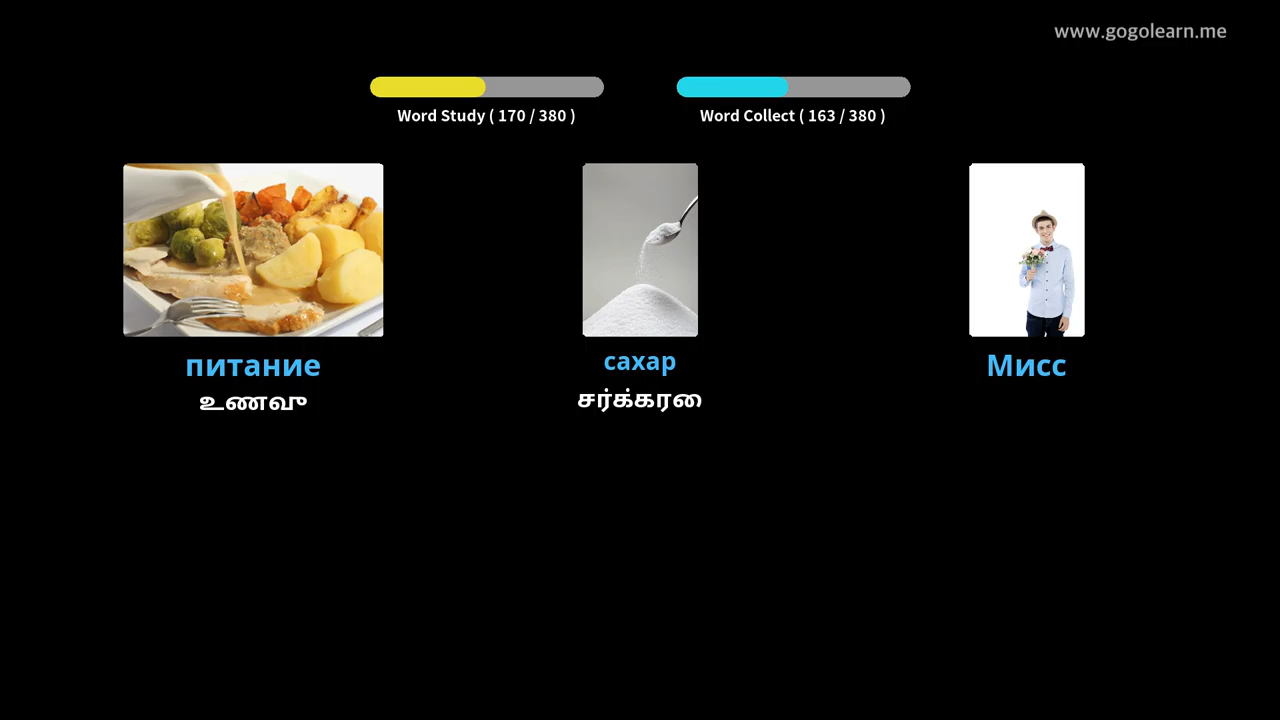 www.gogolearn.me
Word Study ( 170 / 380 )
Word Collect ( 163 / 380 )
питание
сахар
Мисс
உணவு
சர்க்கரை